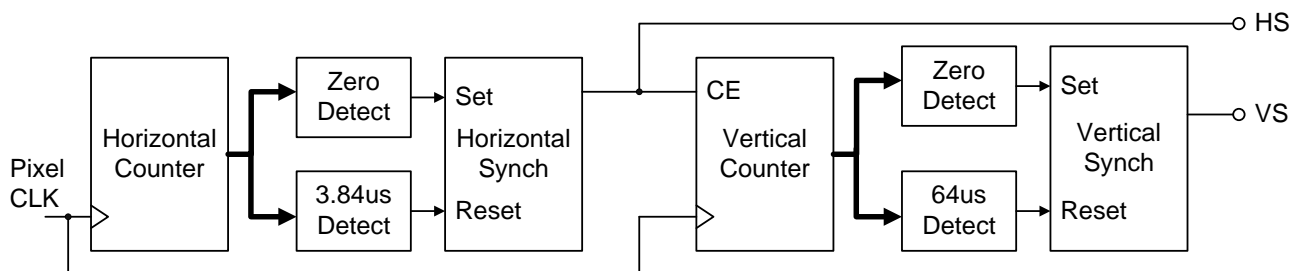 Pixel
CLK
Horizontal
Counter
Zero
Detect
3.84us
Detect
Set
Horizontal
Synch
Reset
CE
Vertical
Counter
Zero
Detect
64us
Detect
Set
Vertical
Synch
Reset
HS
VS